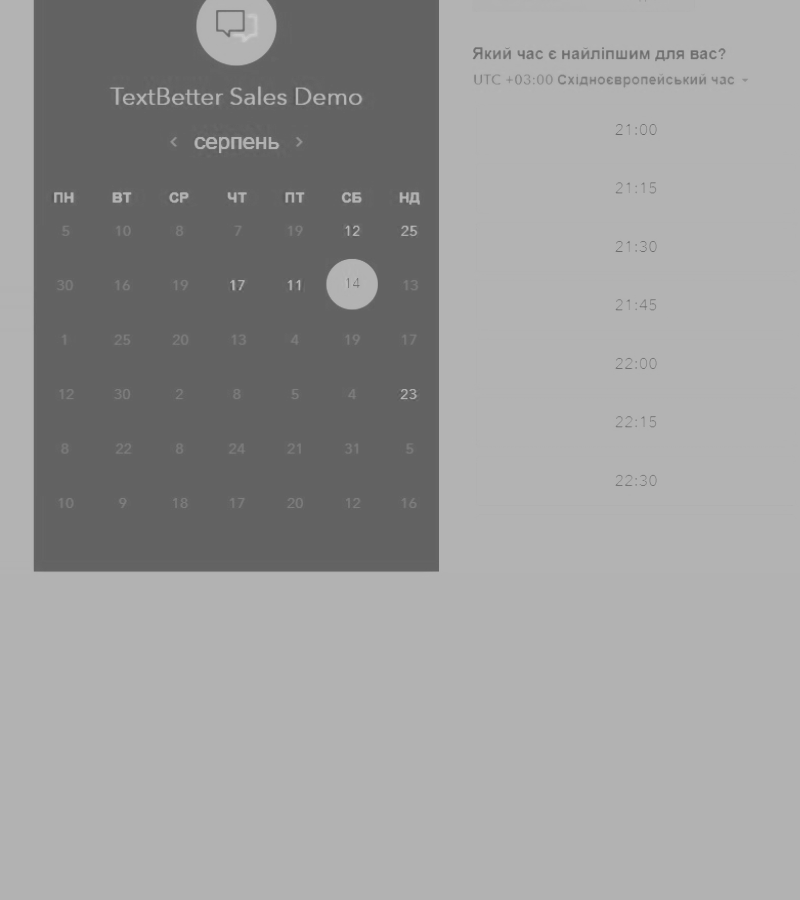 TextBetter Sales Demo
серпень
ПН ВТ СР ЧТ ПТ СБ НД
5 10 8 7 19 12 25
30 16 19 17 11 14 13
1 25 20 13 4 19 17
12 30 2 8 5 4 23
8 22 8 24 21 31 5
10 9 18 17 20 12 16
Який час є найліпшим для вас?
UTC +03:00 Східноєвропейський час
21:00
21:15
21:30
21:45
22:00
22:15
22:30